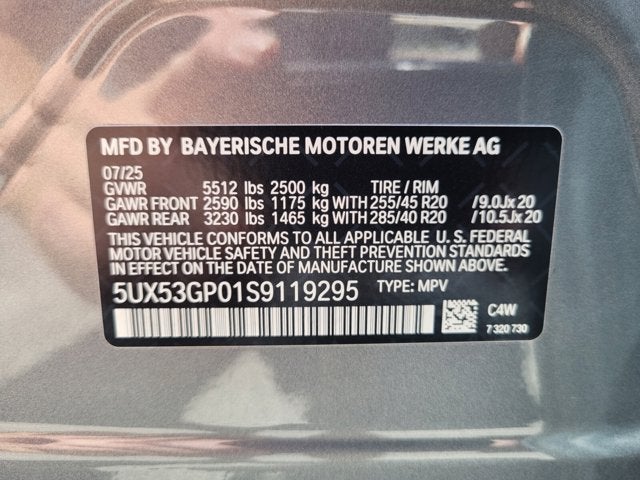 MFD BY BAYERISCHE MOTOREN WERKE AG
07/25
GVWR 5512 lbs 2500 kg TIRE / RIM
GAWR FRONT 2590 lbs 1175 kg WITH 255/45 R20 /9.0Jx20
GAWR REAR 3230 lbs 1465 kg WITH 285/40 R20 /10.5Jx20
THIS VEHICLE CONFORMS TO ALL APPLICABLE U. S. FEDERAL
MOTOR VEHICLE SAFETY AND THEFT PREVENTION STANDARDS
IN EFFECT ON THE DATE OF MANUFACTURE SHOWN ABOVE.
5UX53GP01S9119295 TYPE: MPV
C4W
7 320 730